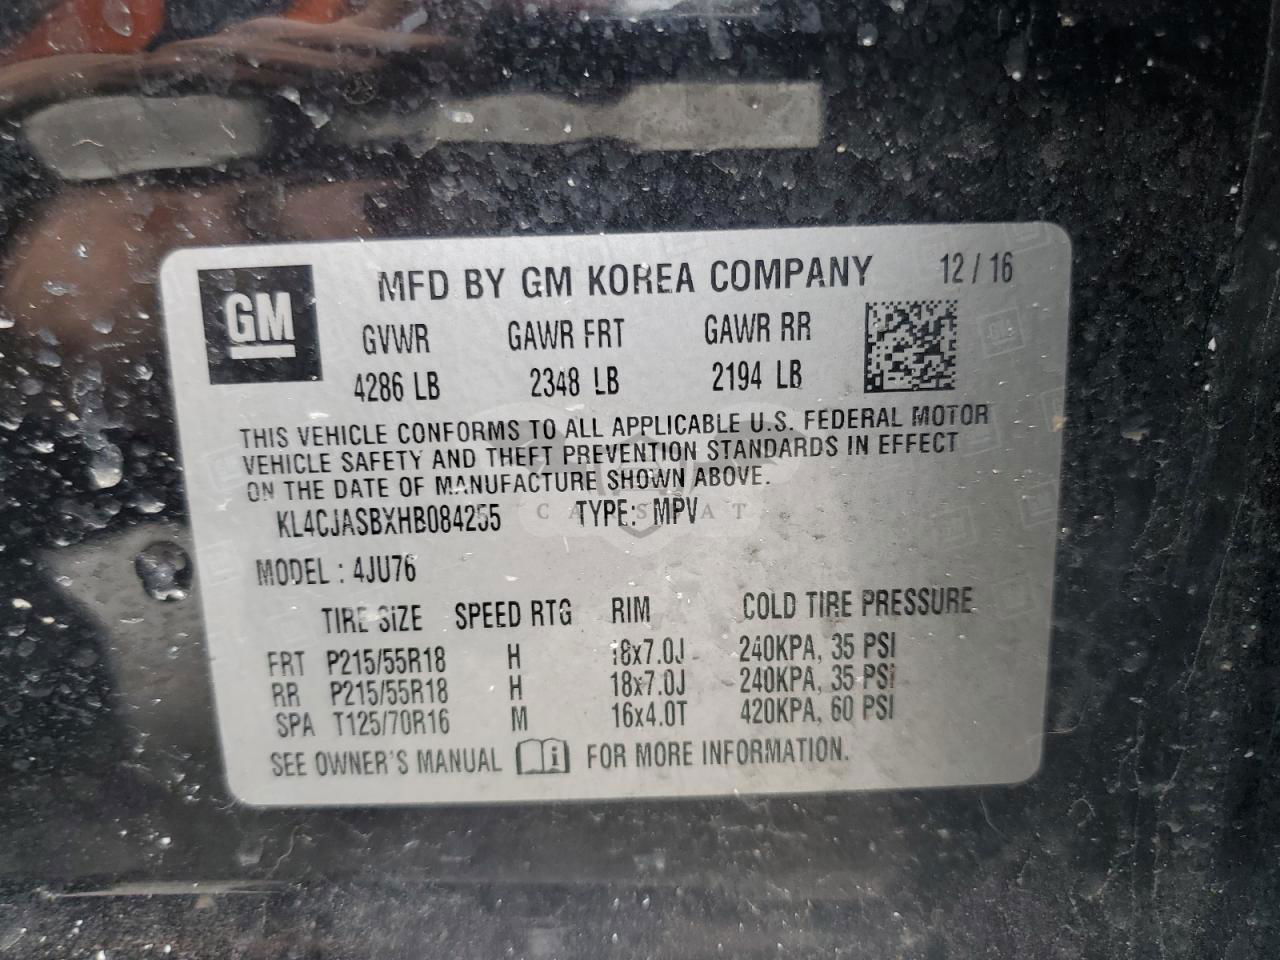 GM
MFD BY GM KOREA COMPANY 12 / 16
GVWR GAWR FRT GAWR RR
4286 LB 2348 LB 2194 LB
THIS VEHICLE CONFORMS TO ALL APPLICABLE U.S. FEDERAL MOTOR
VEHICLE SAFETY AND THEFT PREVENTION STANDARDS IN EFFECT
ON THE DATE OF MANUFACTURE SHOWN ABOVE.
KL4CJASBXHB084255 TYPE: MPV
MODEL : 4JU76
TIRE SIZE SPEED RTG RIM COLD TIRE PRESSURE
FRT P215/55R18 H 18x7.0J 240KPA, 35 PSI
RR P215/55R18 H 18x7.0J 240KPA, 35 PSI
SPA T125/70R16 M 16x4.0T 420KPA, 60 PSI
SEE OWNER'S MANUAL i FOR MORE INFORMATION.